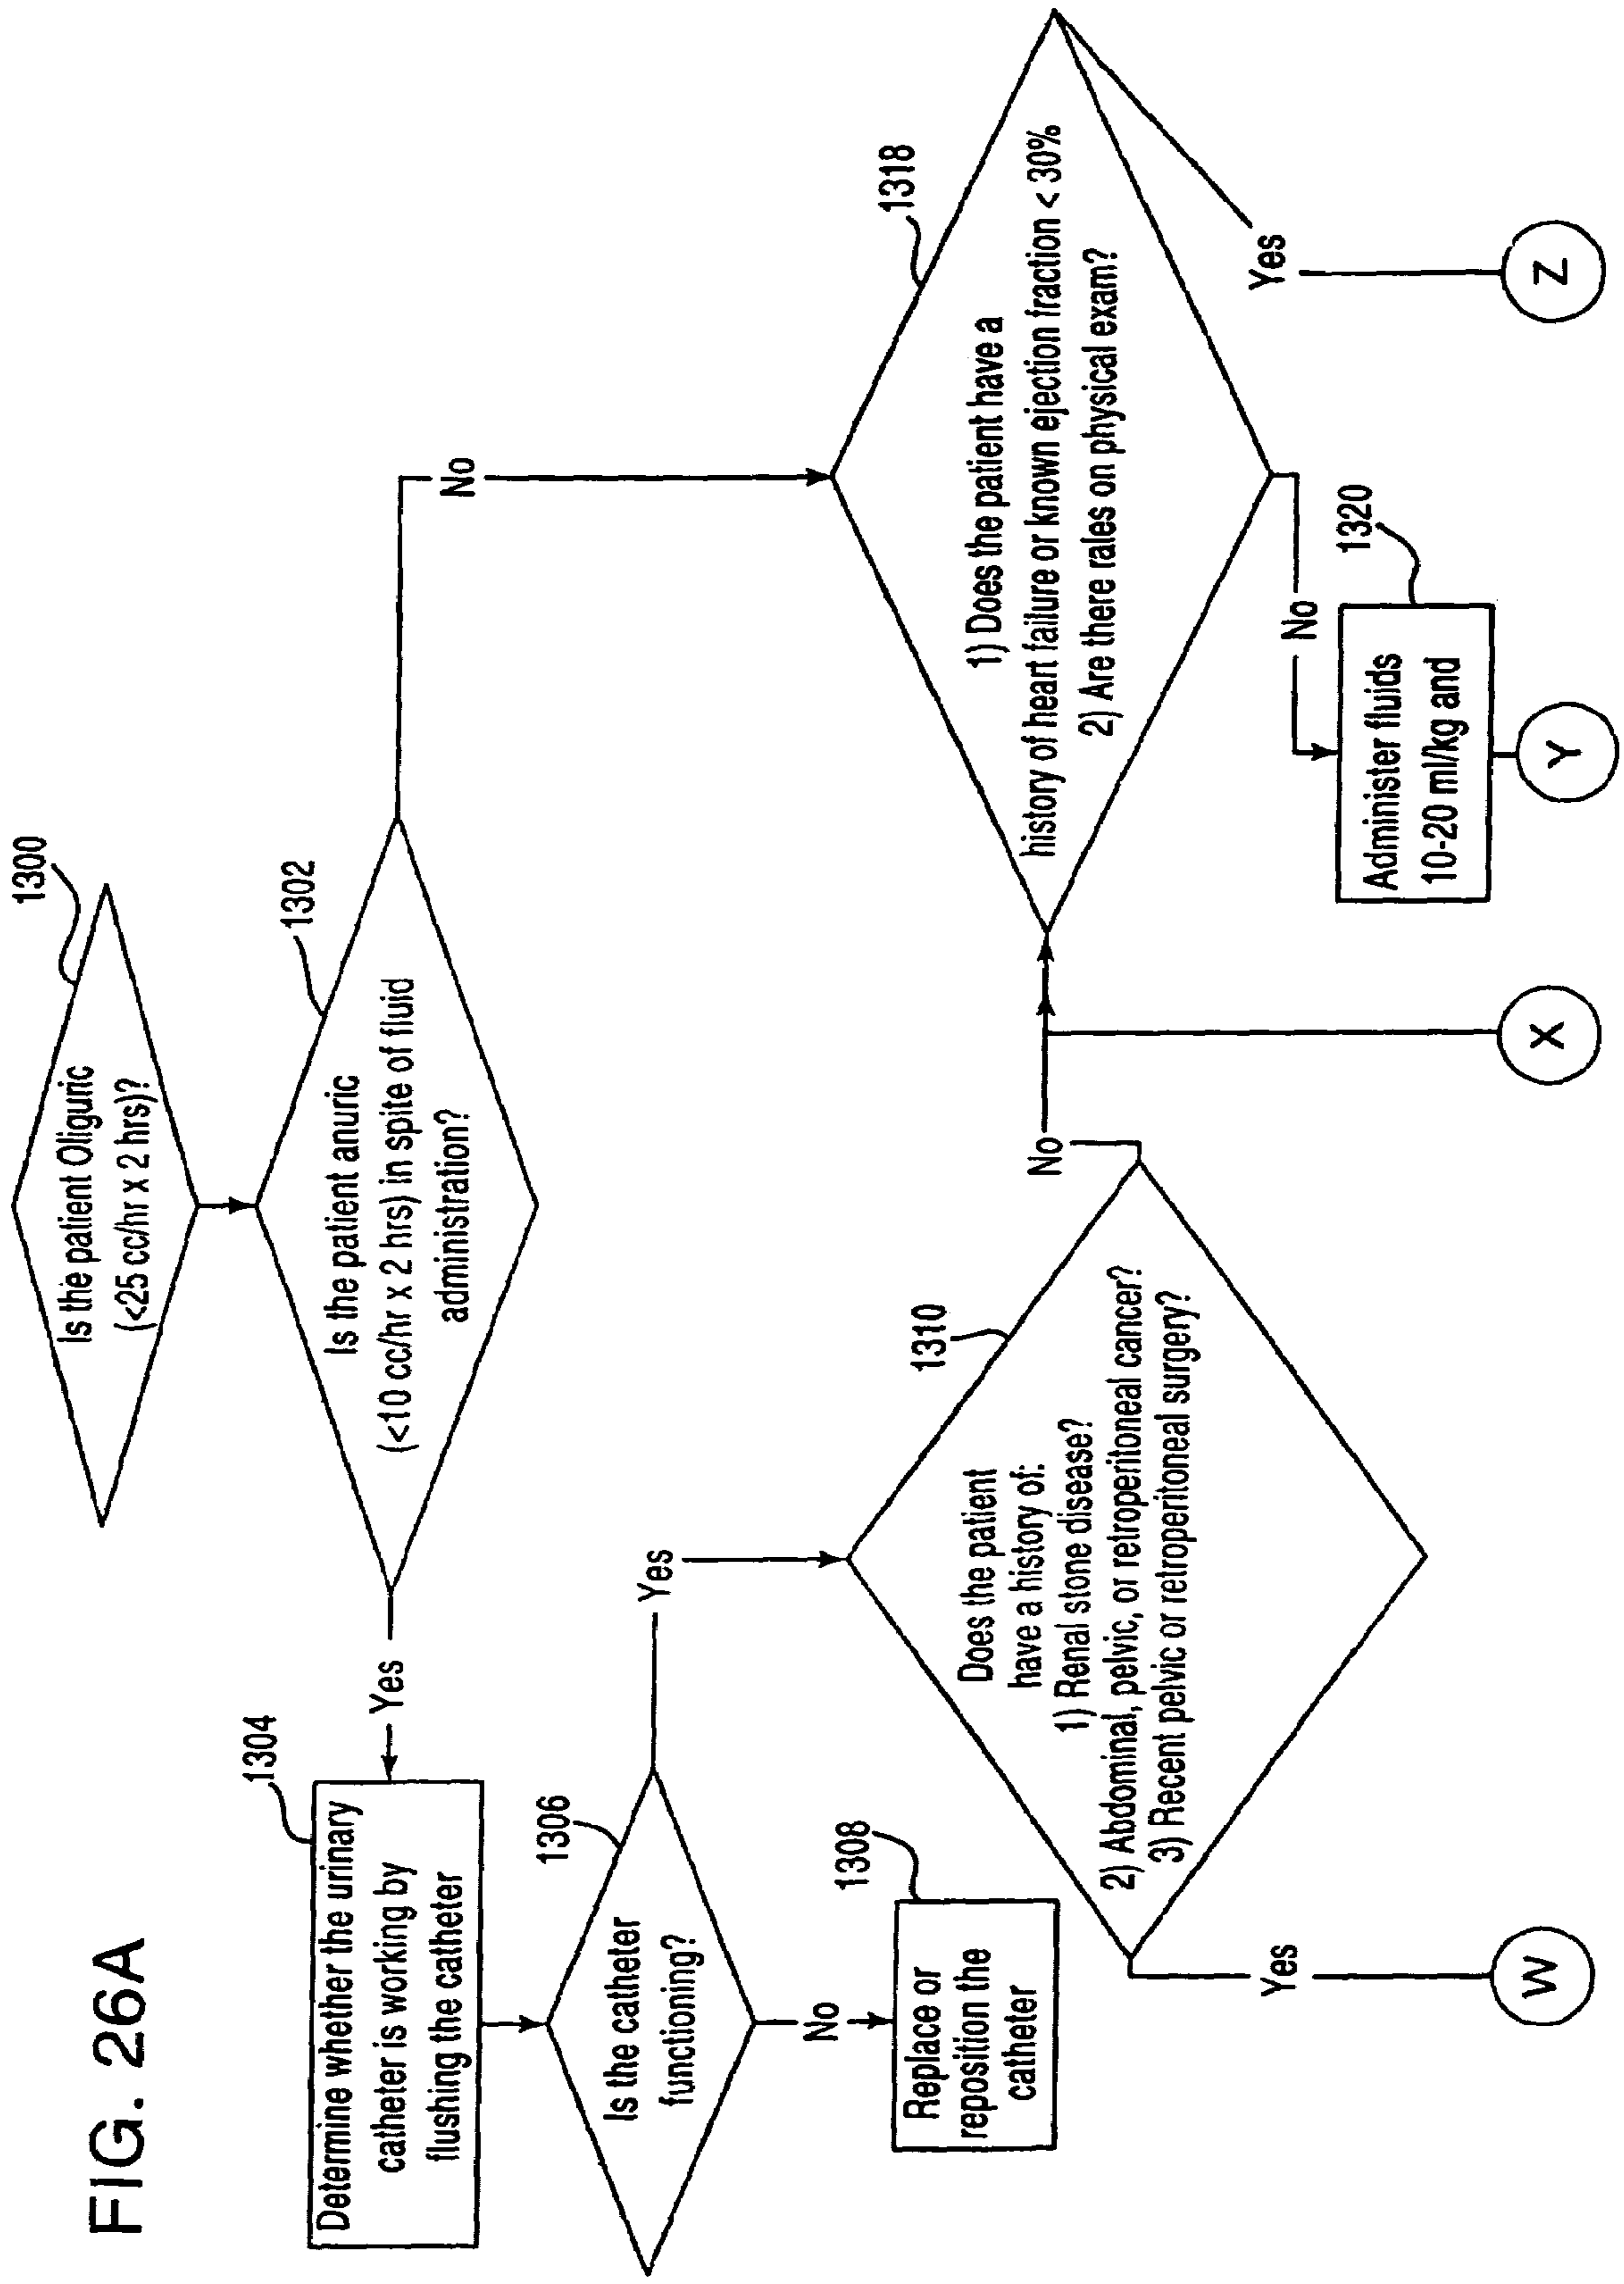 FIG. 26A
1300
Is the patient Oliguric
(<25 cc/hr x 2 hrs)?
1302
Is the patient anuric
(<10 cc/hr x 2 hrs) in spite of fluid
administration?
Yes
No
1304
Determine whether the urinary
catheter is working by
flushing the catheter
1306
Is the catheter
functioning?
Yes
No
1308
Replace or
reposition the
catheter
1310
Does the patient
have a history of:
1) Renal stone disease?
2) Abdominal, pelvic, or retroperitoneal cancer?
3) Recent pelvic or retroperitoneal surgery?
No
Yes
1318
1) Does the patient have a
history of heart failure or known ejection fraction < 30%
2) Are there rales on physical exam?
No
Yes
1320
Administer fluids
10-20 ml/kg and
W
X
Y
Z